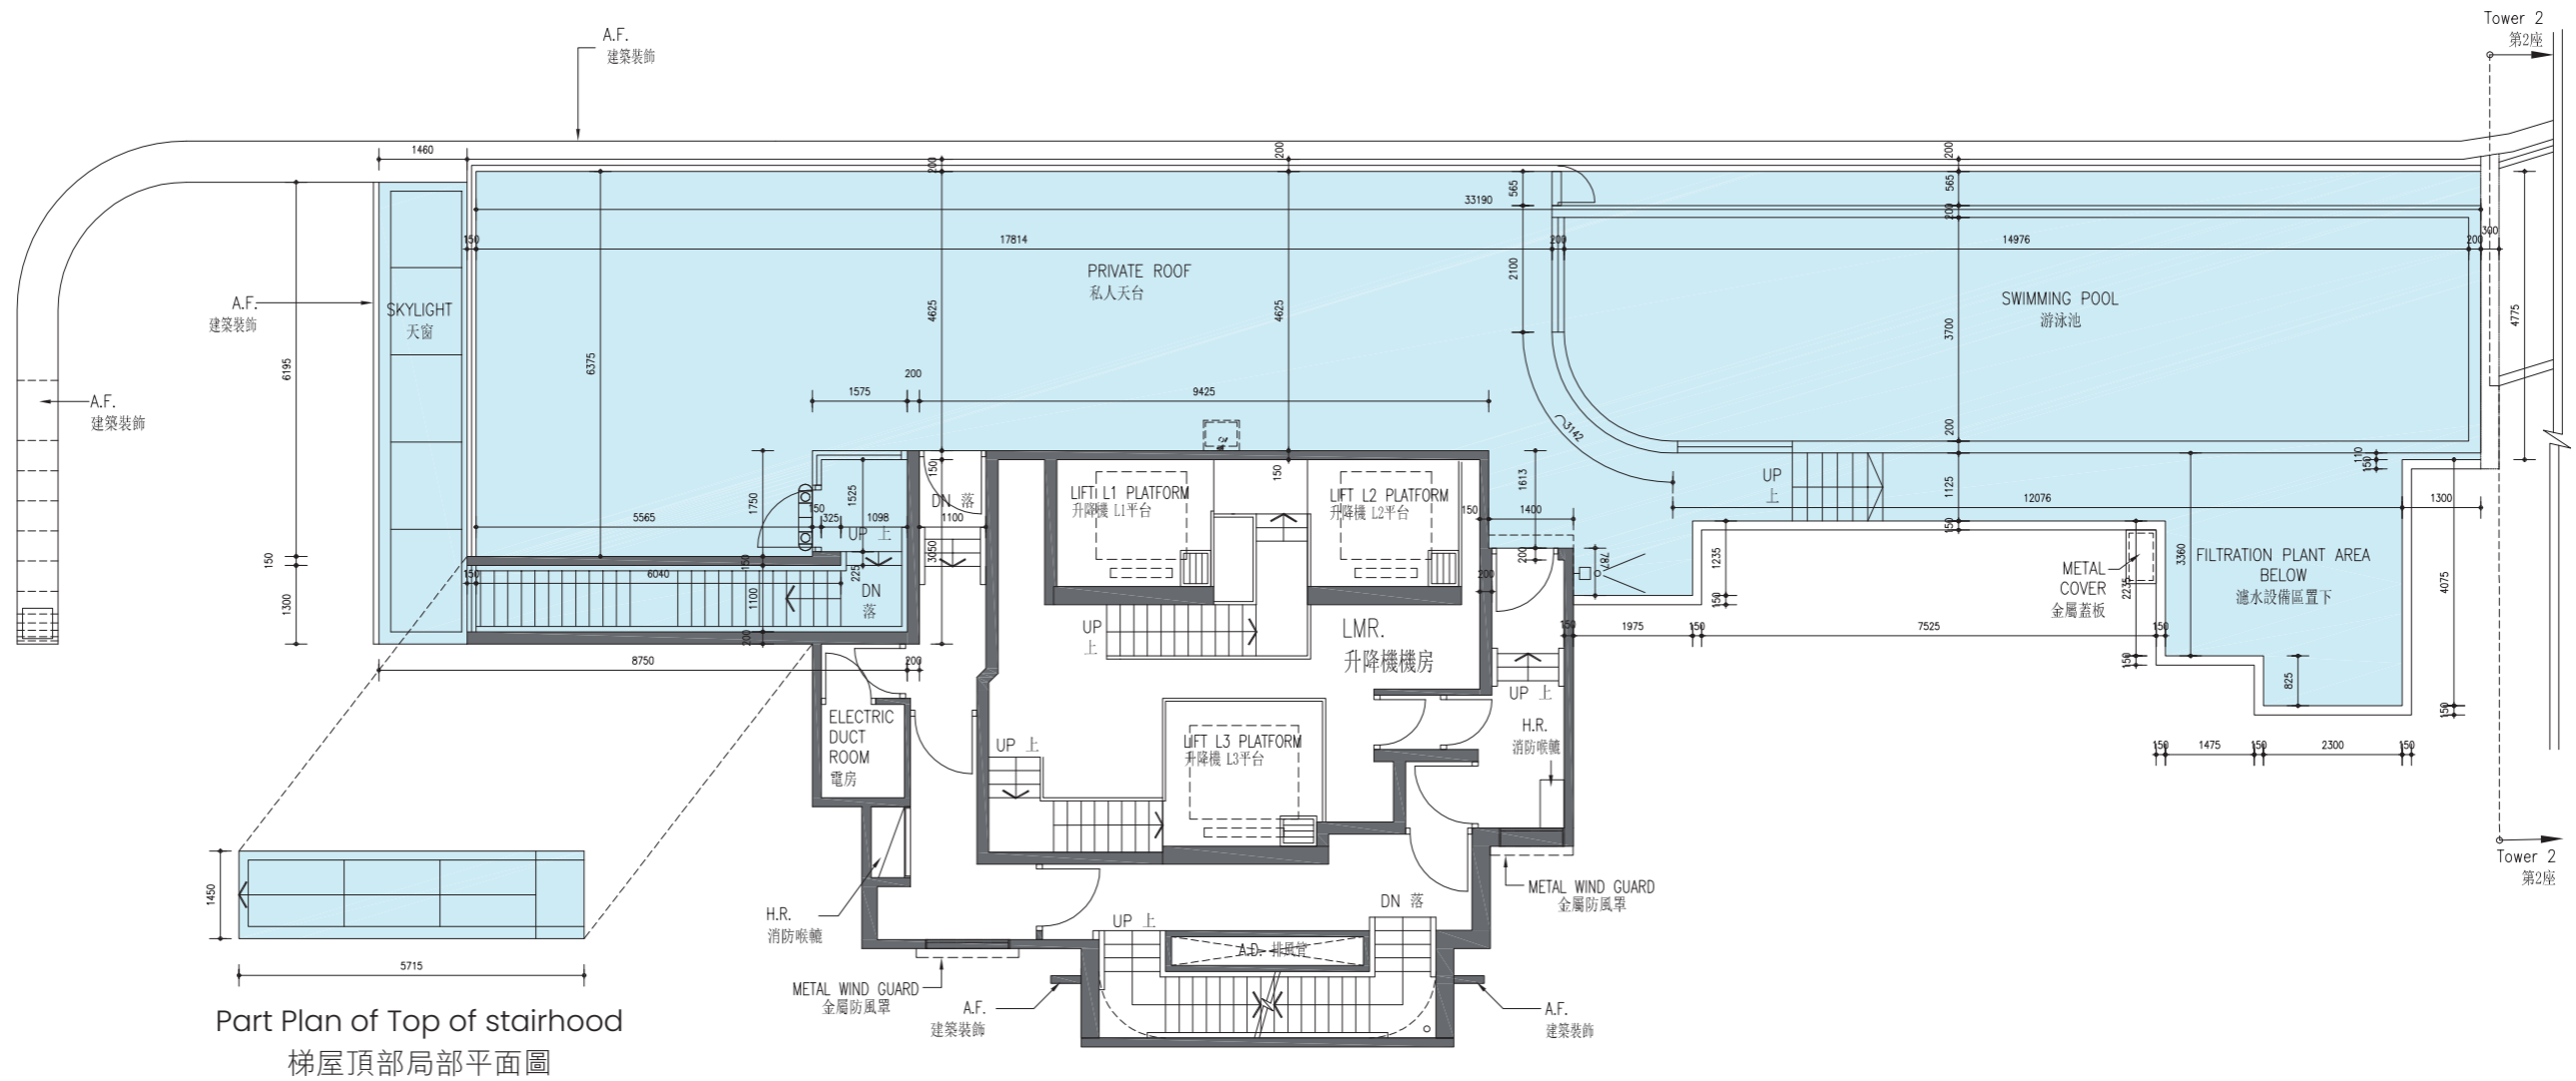 Tower 2
第2座
A.F.
建築裝飾
1460
200
200
200
565
565
33190
200
150
17814
200
14976
200
300
PRIVATE ROOF
私人天台
2100
SWIMMING POOL
游泳池
A.F.
建築裝飾
SKYLIGHT
天窗
4625
4625
3700
4775
6195
6375
200
1575
9425
A.F.
建築裝飾
3142
200
110
150
1750
1525
150
DN 落
150
LIFT L1 PLATFORM
升降機 L1平台
LIFT L2 PLATFORM
升降機 L2平台
1613
UP
上
1125
12076
1300
5565
150
325
1098
1100
150
1400
UP 上
150
3050
200
787
1235
150
3360
METAL
COVER
金屬蓋板
2235
FILTRATION PLANT AREA
BELOW
濾水設備區置下
4075
150
150
6040
150
225
DN
落
200
1300
1100
200
150
UP
上
LMR.
升降機機房
150
1975
150
7525
150
150
8750
200
UP 上
825
150
ELECTRIC
DUCT
ROOM
電房
UP 上
LIFT L3 PLATFORM
升降機 L3平台
H.R.
消防喉轆
150
1475
150
2300
150
1450
H.R.
消防喉轆
UP 上
DN 落
METAL WIND GUARD
金屬防風罩
Tower 2
第2座
A.D. 排風管
5715
METAL WIND GUARD
金屬防風罩
A.F.
建築裝飾
A.F.
建築裝飾
Part Plan of Top of stairhood
梯屋頂部局部平面圖